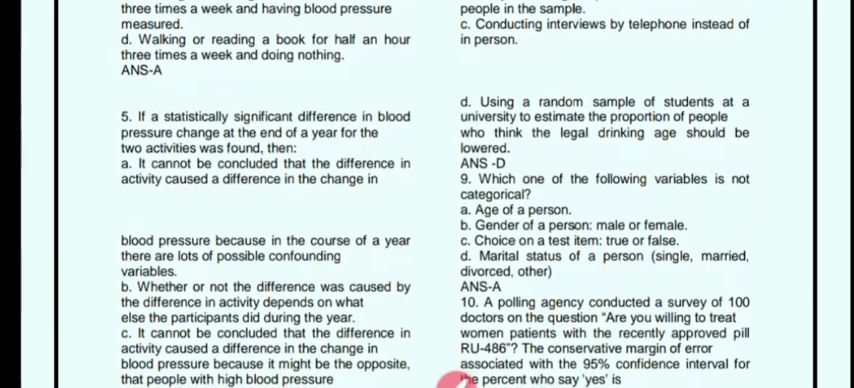 three times a week and having blood pressure
measured.
d. Walking or reading a book for half an hour
three times a week and doing nothing.
ANS-A
5. If a statistically significant difference in blood
pressure change at the end of a year for the
two activities was found, then:
a. It cannot be concluded that the difference in
activity caused a difference in the change in
blood pressure because in the course of a year
there are lots of possible confounding
variables.
b. Whether or not the difference was caused by
the difference in activity depends on what
else the participants did during the year.
c. It cannot be concluded that the difference in
activity caused a difference in the change in
blood pressure because it might be the opposite,
that people with high blood pressure
people in the sample.
c. Conducting interviews by telephone instead of
in person.
d. Using a random sample of students at a
university to estimate the proportion of people
who think the legal drinking age should be
lowered.
ANS -D
9. Which one of the following variables is not
categorical?
a. Age of a person.
b. Gender of a person: male or female.
c. Choice on a test item: true or false.
d. Marital status of a person (single, married,
divorced, other)
ANS-A
10. A polling agency conducted a survey of 100
doctors on the question "Are you willing to treat
women patients with the recently approved pill
RU-486"? The conservative margin of error
associated with the 95% confidence interval for
the percent who say 'yes' is